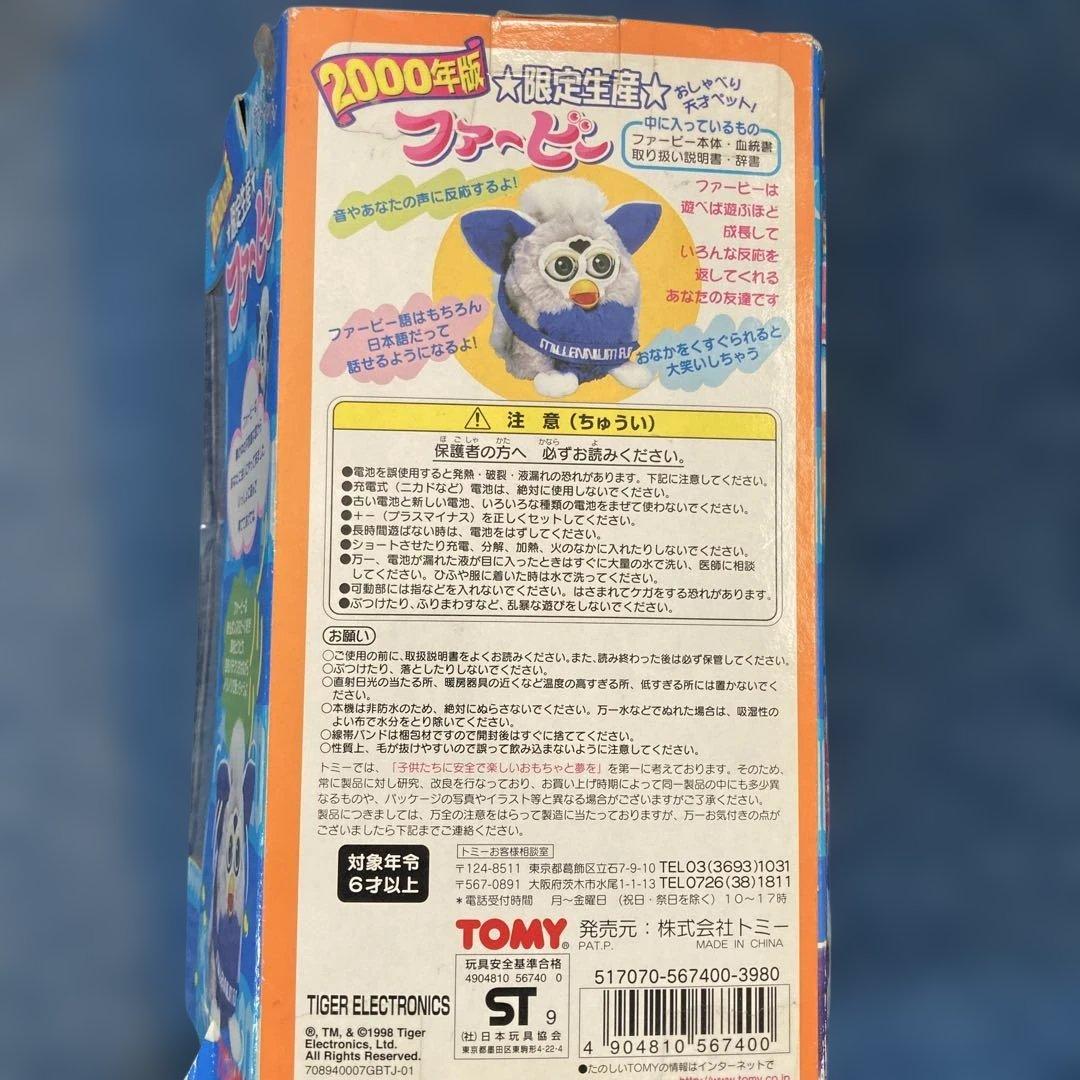 2000年版
★限定生産★
おしゃべり
天才ペット!
ファービー
中に入っているもの
ファービー本体・血統書
取り扱い説明書・辞書
音やあなたの声に反応するよ!
ファービーは
遊べば遊ぶほど
成長して
いろんな反応を
返してくれる
あなたの友達です
ファービー語はもちろん
日本語だって
話せるようになるよ!
MILLENNIUM FUR
おなかをくすぐられると
大笑いしちゃう
注 意(ちゅうい)
ほごしゃ かた かなら よ
保護者の方へ 必ずお読みください。
●電池を誤使用すると発熱・破裂・液漏れの恐れがあります。下記に注意してください。
●充電式(ニカドなど)電池は、絶対に使用しないでください。
●古い電池と新しい電池、いろいろな種類の電池をまぜて使わないでください。
●+-(プラスマイナス)を正しくセットしてください。
●長時間遊ばない時は、電池をはずしてください。
●ショートさせたり充電、分解、加熱、火のなかに入れたりしないでください。
●万一、電池が漏れた液が目に入ったときはすぐに大量の水で洗い、医師に相談
してください。ひふや服に着いた時は水で洗ってください。
●可動部には指などを入れないでください。はさまれてケガをする恐れがあります。
●ぶつけたり、ふりまわすなど、乱暴な遊びをしないでください。
お願い
○ご使用の前に、取扱説明書をよくお読みください。また、読み終わった後は必ず保管してください。
○ぶつけたり、落としたりしないでください。
○直射日光の当たる所、暖房器具の近くなど温度の高すぎる所、低すぎる所には置かないでく
ださい。
○本機は非防水のため、絶対にぬらさないでください。万一水などでぬれた場合は、吸湿性の
よい布で水分をとり除いてください。
○線帯バンドは梱包材ですので開封後はすぐに捨ててください。
○性質上、毛が抜けやすいので誤って飲み込まないように注意してください。
トミーでは、「子供たちに安全で楽しいおもちゃと夢を」を第一に考えております。そのため、
常に製品に対し研究、改良を行なっており、お買い上げ時期によって同一製品の中にも多少異
なるものや、パッケージの写真やイラスト等と異なる場合がございますがご了承ください。
製品につきましては、万全の注意をはらって製造に当たっておりますが、万一お気付きの点が
ございましたら下記までご連絡ください。
対象年令
6才以上
トミーお客様相談室
〒124-8511 東京都葛飾区立石7-9-10 TEL03(3693)1031
〒567-0891 大阪府茨木市水尾1-1-13 TEL0726(38)1811
*電話受付時間 月~金曜日 (祝日・祭日を除く) 10~17時
TOMY® 発売元:株式会社トミー
PAT.P. MADE IN CHINA
玩具安全基準合格
4904810 56740 0
ST 9
(社)日本玩具協会
東京都墨田区東駒形4-22-4
517070-567400-3980
4 904810 567400
●たのしいTOMYの情報はインターネットで
http://www.tomy.co.jp
TIGER ELECTRONICS
®, TM, & ©1998 Tiger
Electronics, Ltd.
All Rights Reserved.
708940007GBTJ-01
★限定生産★
ファービー